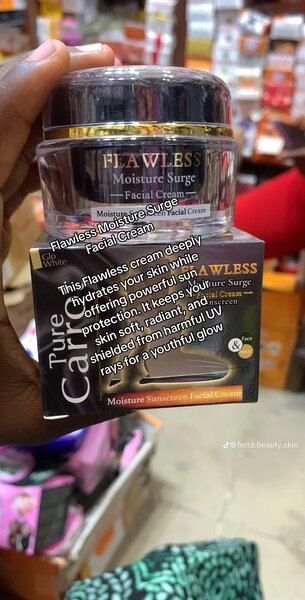 FLAWLESS
Moisture Surge
Facial Cream
Moisture Sunscreen Facial Cream
Flawless Moisture Surge
Facial Cream
This Flawless cream deeply
hydrates your skin while
offering powerful sun
protection. It keeps your
skin soft, radiant, and
shielded from harmful UV
rays for a youthful glow
Glo
White
Pure
Carro
FLAWLESS
Moisture Surge
Facial Cream
Sunscreen
&
Face
Moisture Sunscreen Facial Cream
@ferra.beauty.skin